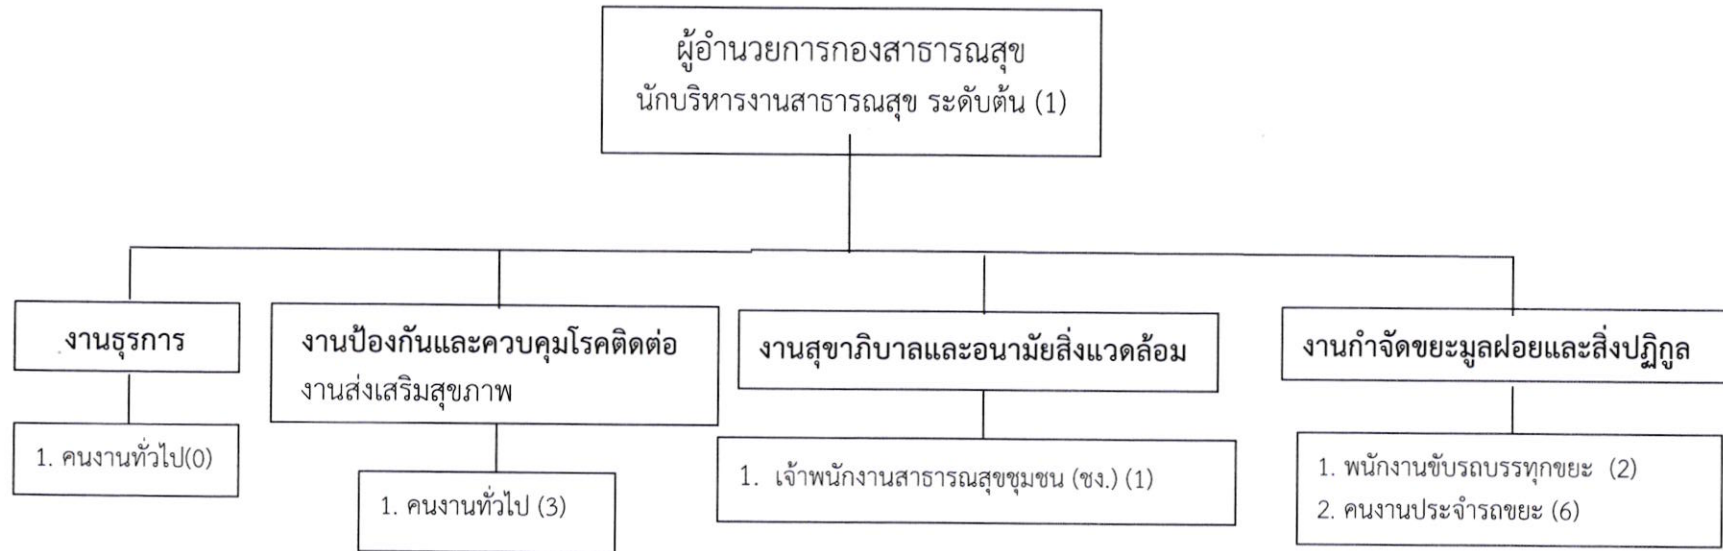 ผู้อำนวยการกองสาธารณสุข
นักบริหารงานสาธารณสุข ระดับต้น (1)
งานธุรการ
1. คนงานทั่วไป(0)
งานป้องกันและควบคุมโรคติดต่อ
งานส่งเสริมสุขภาพ
1. คนงานทั่วไป (3)
งานสุขาภิบาลและอนามัยสิ่งแวดล้อม
1. เจ้าพนักงานสาธารณสุขชุมชน (ชง.) (1)
งานกำจัดขยะมูลฝอยและสิ่งปฏิกูล
1. พนักงานขับรถบรรทุกขยะ (2)
2. คนงานประจำรถขยะ (6)